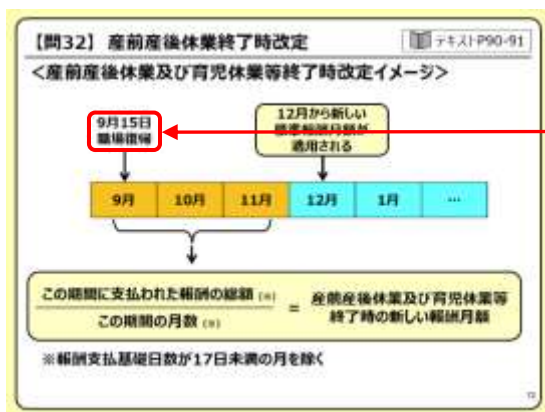 【問32】産前産後休業終了時改定
テキストP90-91
<産前産後休業及び育児休業等終了時改定イメージ>
9月15日
職場復帰
12月から新しい
標準報酬月額が
適用される
9月 10月 11月 12月 1月 …
この期間に支払われた報酬の総額 (※)
この期間の月数 (※)
=
産前産後休業及び育児休業等
終了時の新しい報酬月額
※報酬支払基礎日数が17日未満の月を除く